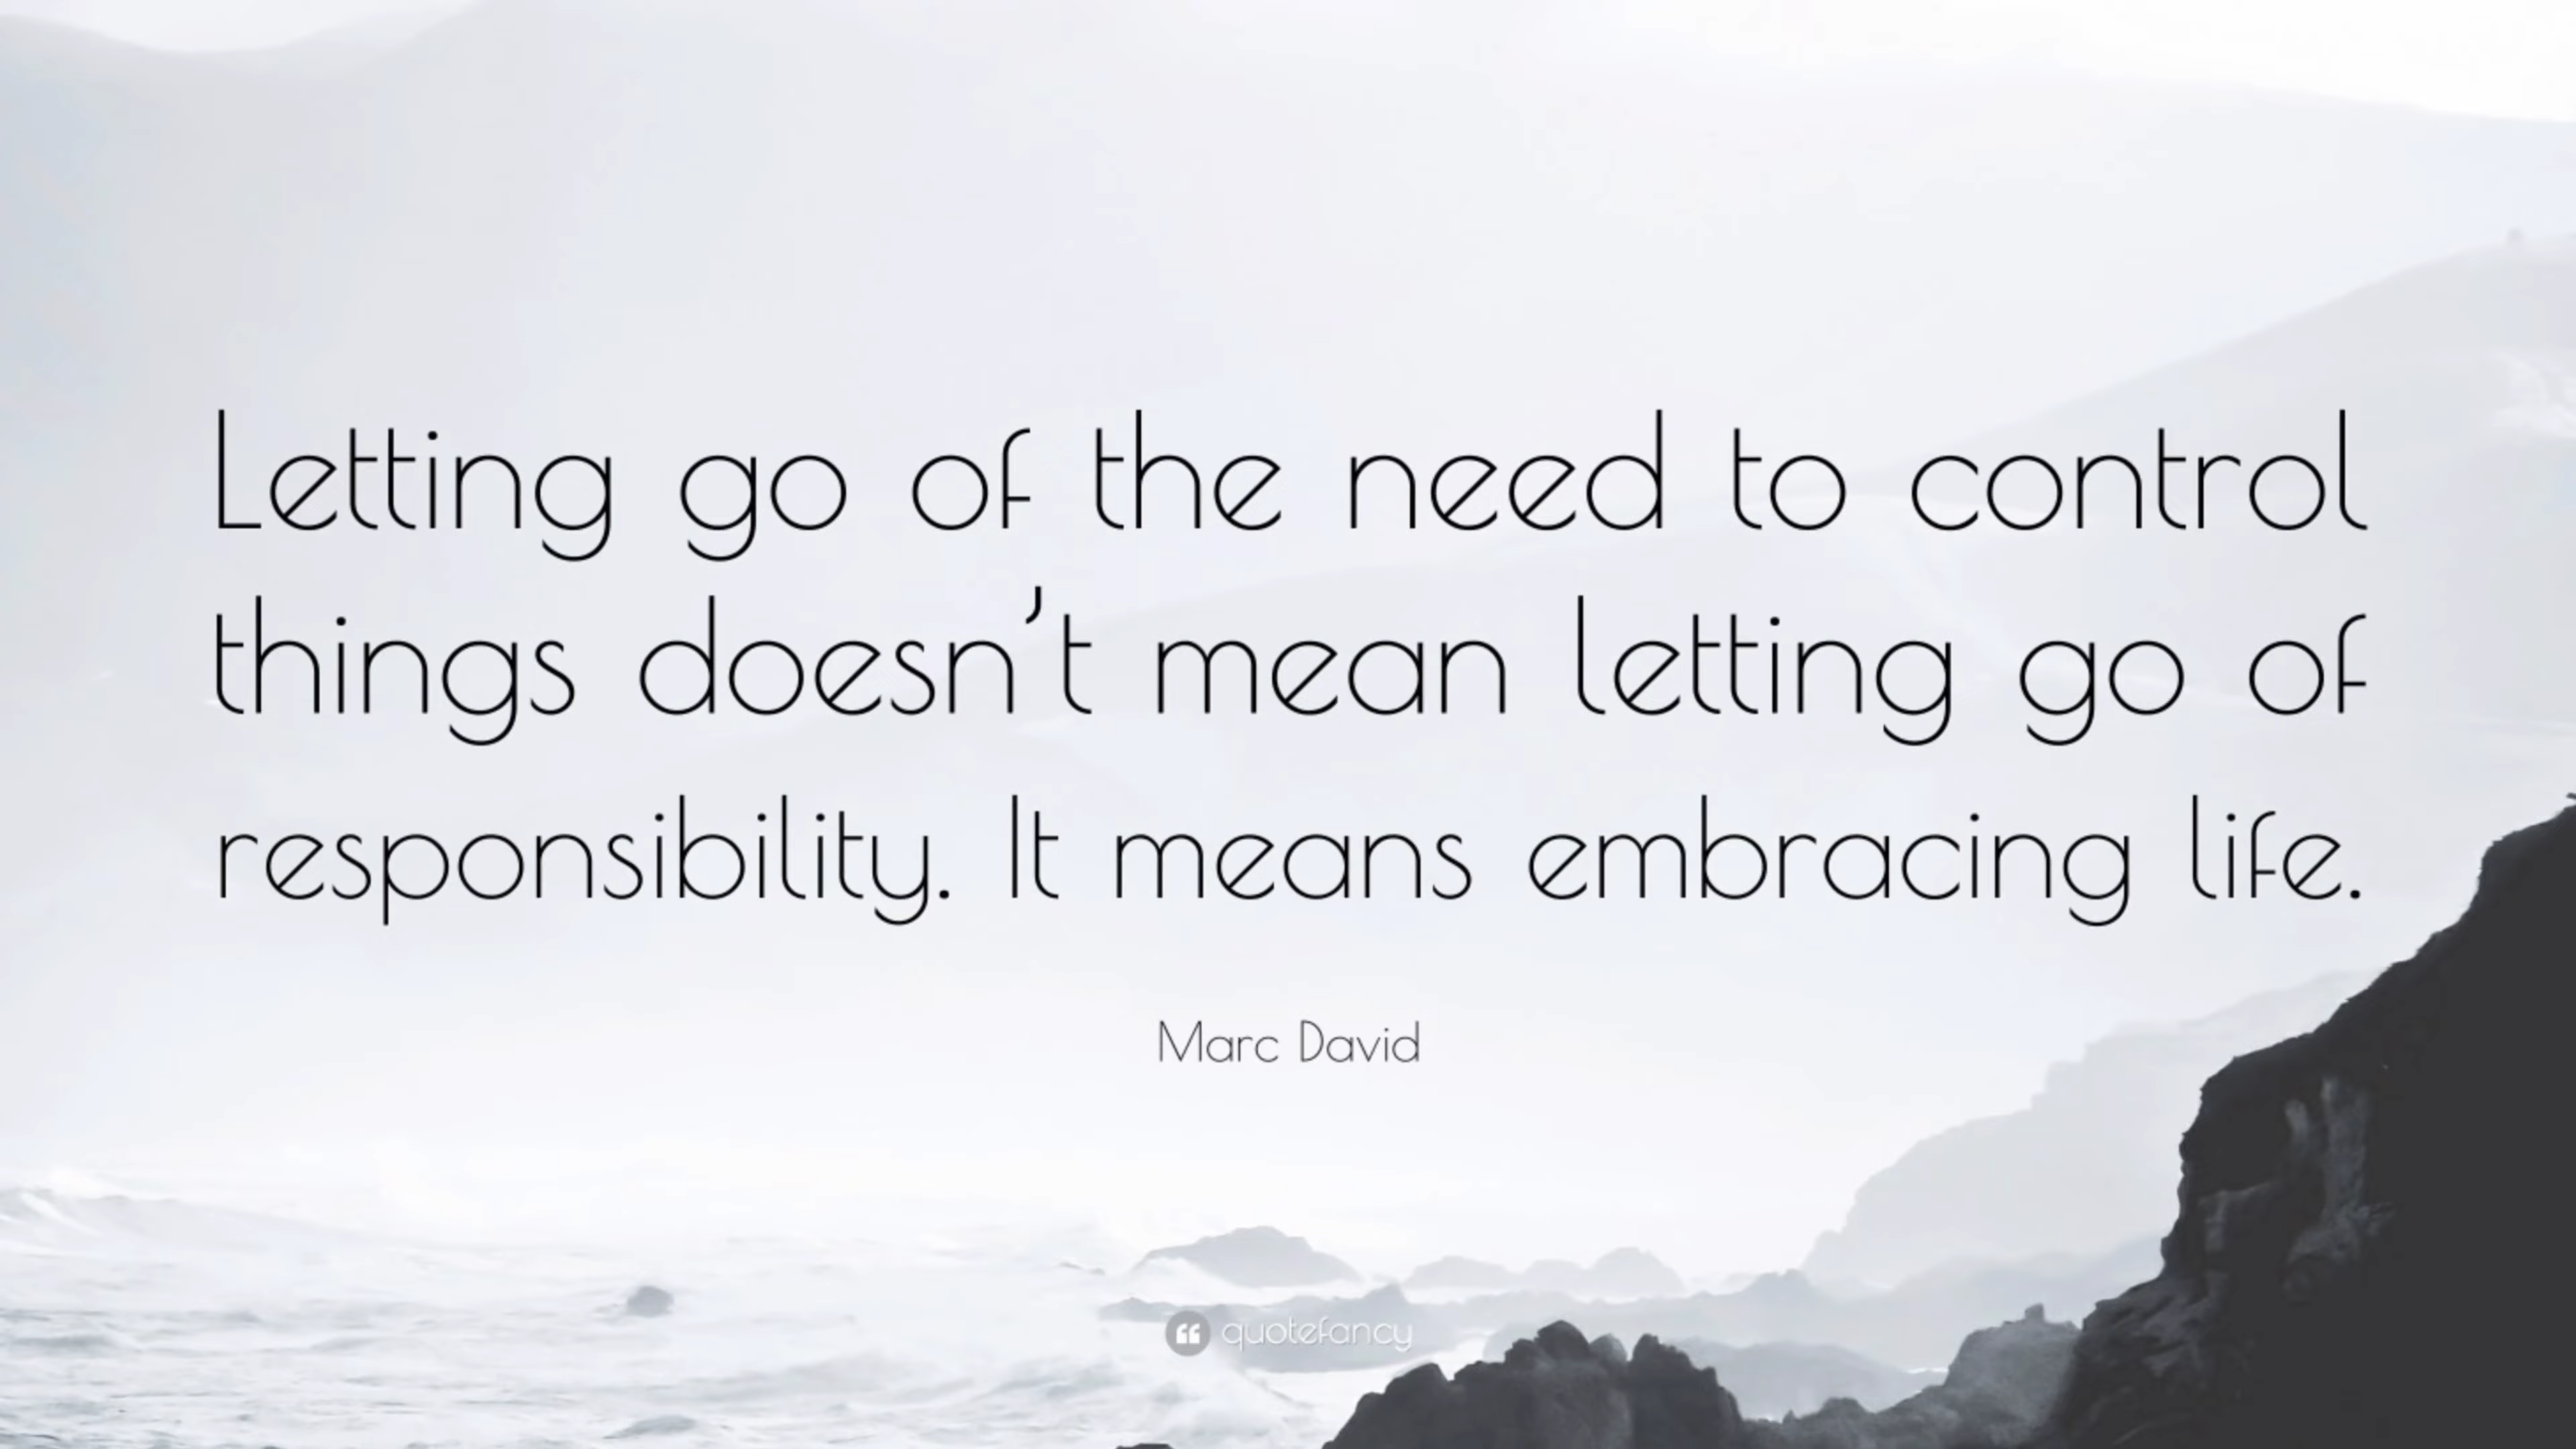 Letting go of the need to control
things doesn’t mean letting go of
responsibility. It means embracing life.
Marc David
quotefancy